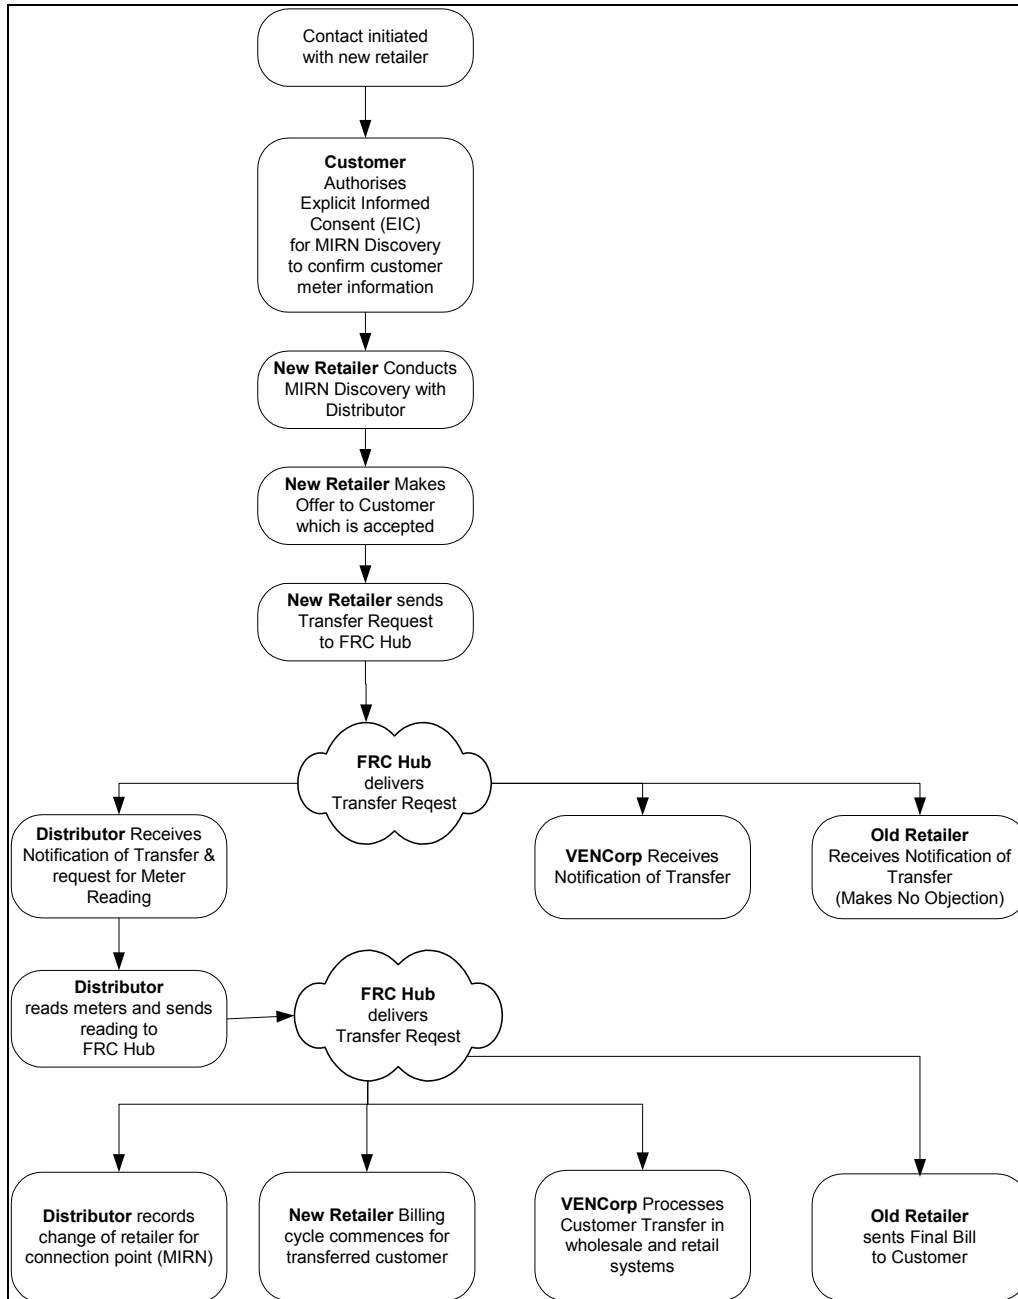 Contact initiated
with new retailer
Customer
Authorises
Explicit Informed
Consent (EIC)
for MIRN Discovery
to confirm customer
meter information
New Retailer Conducts
MIRN Discovery with
Distributor
New Retailer Makes
Offer to Customer
which is accepted
New Retailer sends
Transfer Request
to FRC Hub
FRC Hub
delivers
Transfer Reqest
Distributor Receives
Notification of Transfer &
request for Meter
Reading
VENCorp Receives
Notification of Transfer
Old Retailer
Receives Notification of
Transfer
(Makes No Objection)
Distributor
reads meters and sends
reading to
FRC Hub
FRC Hub
delivers
Transfer Reqest
Distributor records
change of retailer for
connection point (MIRN)
New Retailer Billing
cycle commences for
transferred customer
VENCorp Processes
Customer Transfer in
wholesale and retail
systems
Old Retailer
sents Final Bill
to Customer